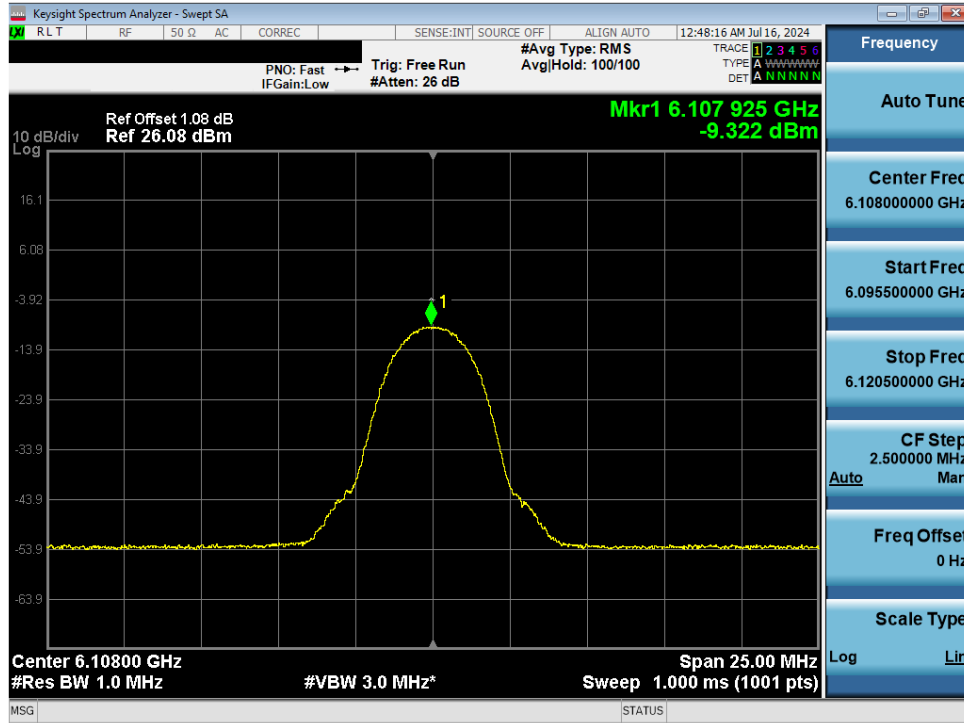 Keysight Spectrum Analyzer - Swept SA
LXI RLT RF 50 Ω AC CORREC SENSE:INT SOURCE OFF ALIGN AUTO 12:48:16 AM Jul 16, 2024
#Avg Type: RMS TRACE 1 2 3 4 5 6
PNO: Fast Trig: Free Run Avg|Hold: 100/100 TYPE A WWWWW
IFGain:Low #Atten: 26 dB DET A N N N N N
Mkr1 6.107 925 GHz
-9.322 dBm
Ref Offset 1.08 dB
10 dB/div Ref 26.08 dBm
Log
16.1
6.08
-3.92
-13.9
-23.9
-33.9
-43.9
-53.9
-63.9
1
Center 6.10800 GHz Span 25.00 MHz
#Res BW 1.0 MHz #VBW 3.0 MHz* Sweep 1.000 ms (1001 pts)
MSG STATUS
Frequency
Auto Tune
Center Freq
6.108000000 GHz
Start Freq
6.095500000 GHz
Stop Freq
6.120500000 GHz
CF Step
2.500000 MHz
Auto Man
Freq Offset
0 Hz
Scale Type
Log Lin